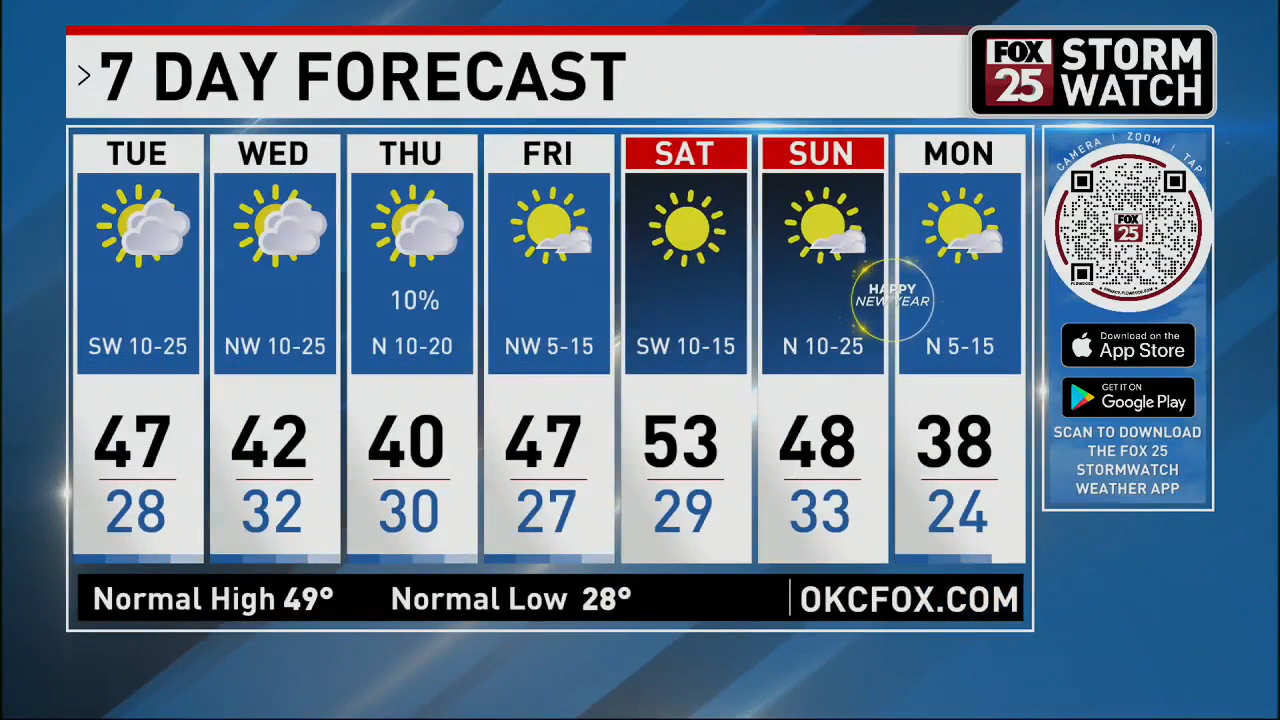 > 7 DAY FORECAST
FOX 25
STORM WATCH
TUE
SW 10-25
47
28
WED
NW 10-25
42
32
THU
10%
N 10-20
40
30
FRI
NW 5-15
47
27
SAT
SW 10-15
53
29
SUN
N 10-25
48
33
HAPPY
NEW YEAR
MON
N 5-15
38
24
Normal High 49°
Normal Low 28°
OKCFOX.COM
CAMERA | ZOOM | TAP
FOX
25
FLOWCODE
PRIVACY.FLOWCODE.COM
Download on the
App Store
GET IT ON
Google Play
SCAN TO DOWNLOAD
THE FOX 25
STORMWATCH
WEATHER APP